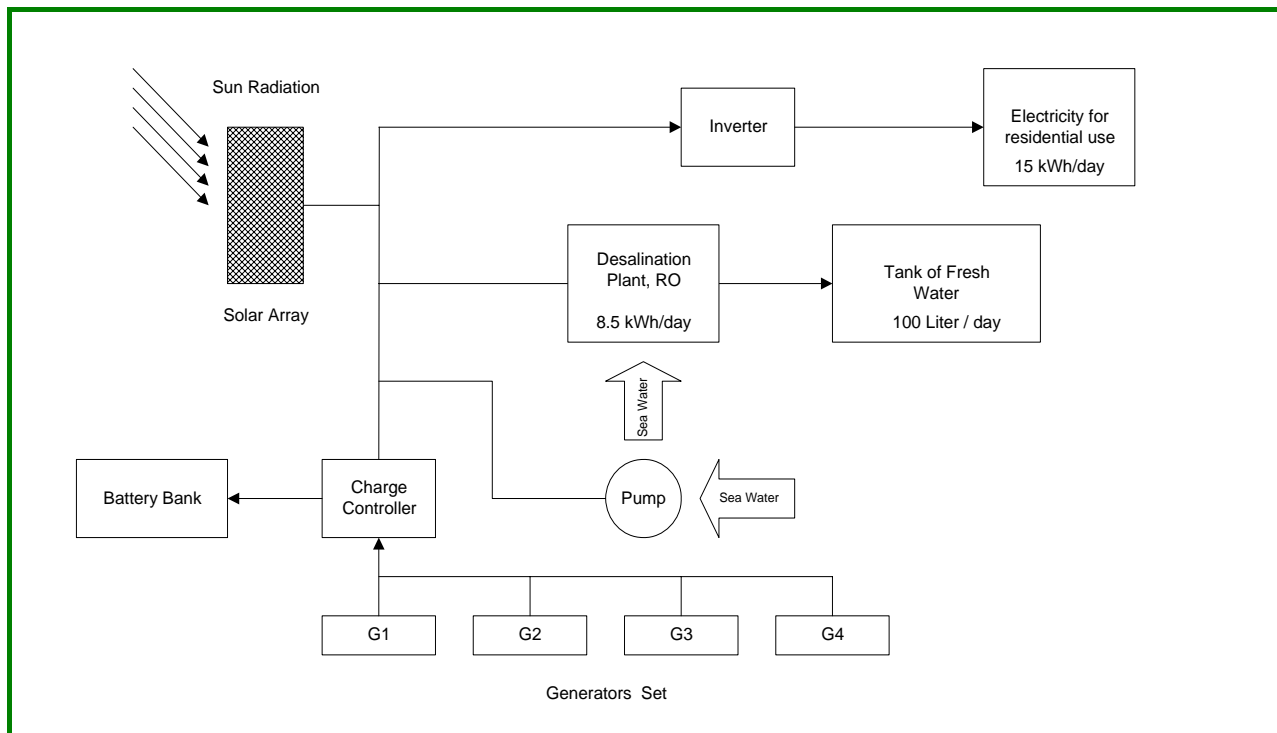 Sun Radiation
Solar Array
Inverter
Electricity for
residential use
15 kWh/day
Desalination
Plant, RO
8.5 kWh/day
Tank of Fresh
Water
100 Liter / day
Sea Water
Battery Bank
Charge
Controller
Pump
Sea Water
G1
G2
G3
G4
Generators Set